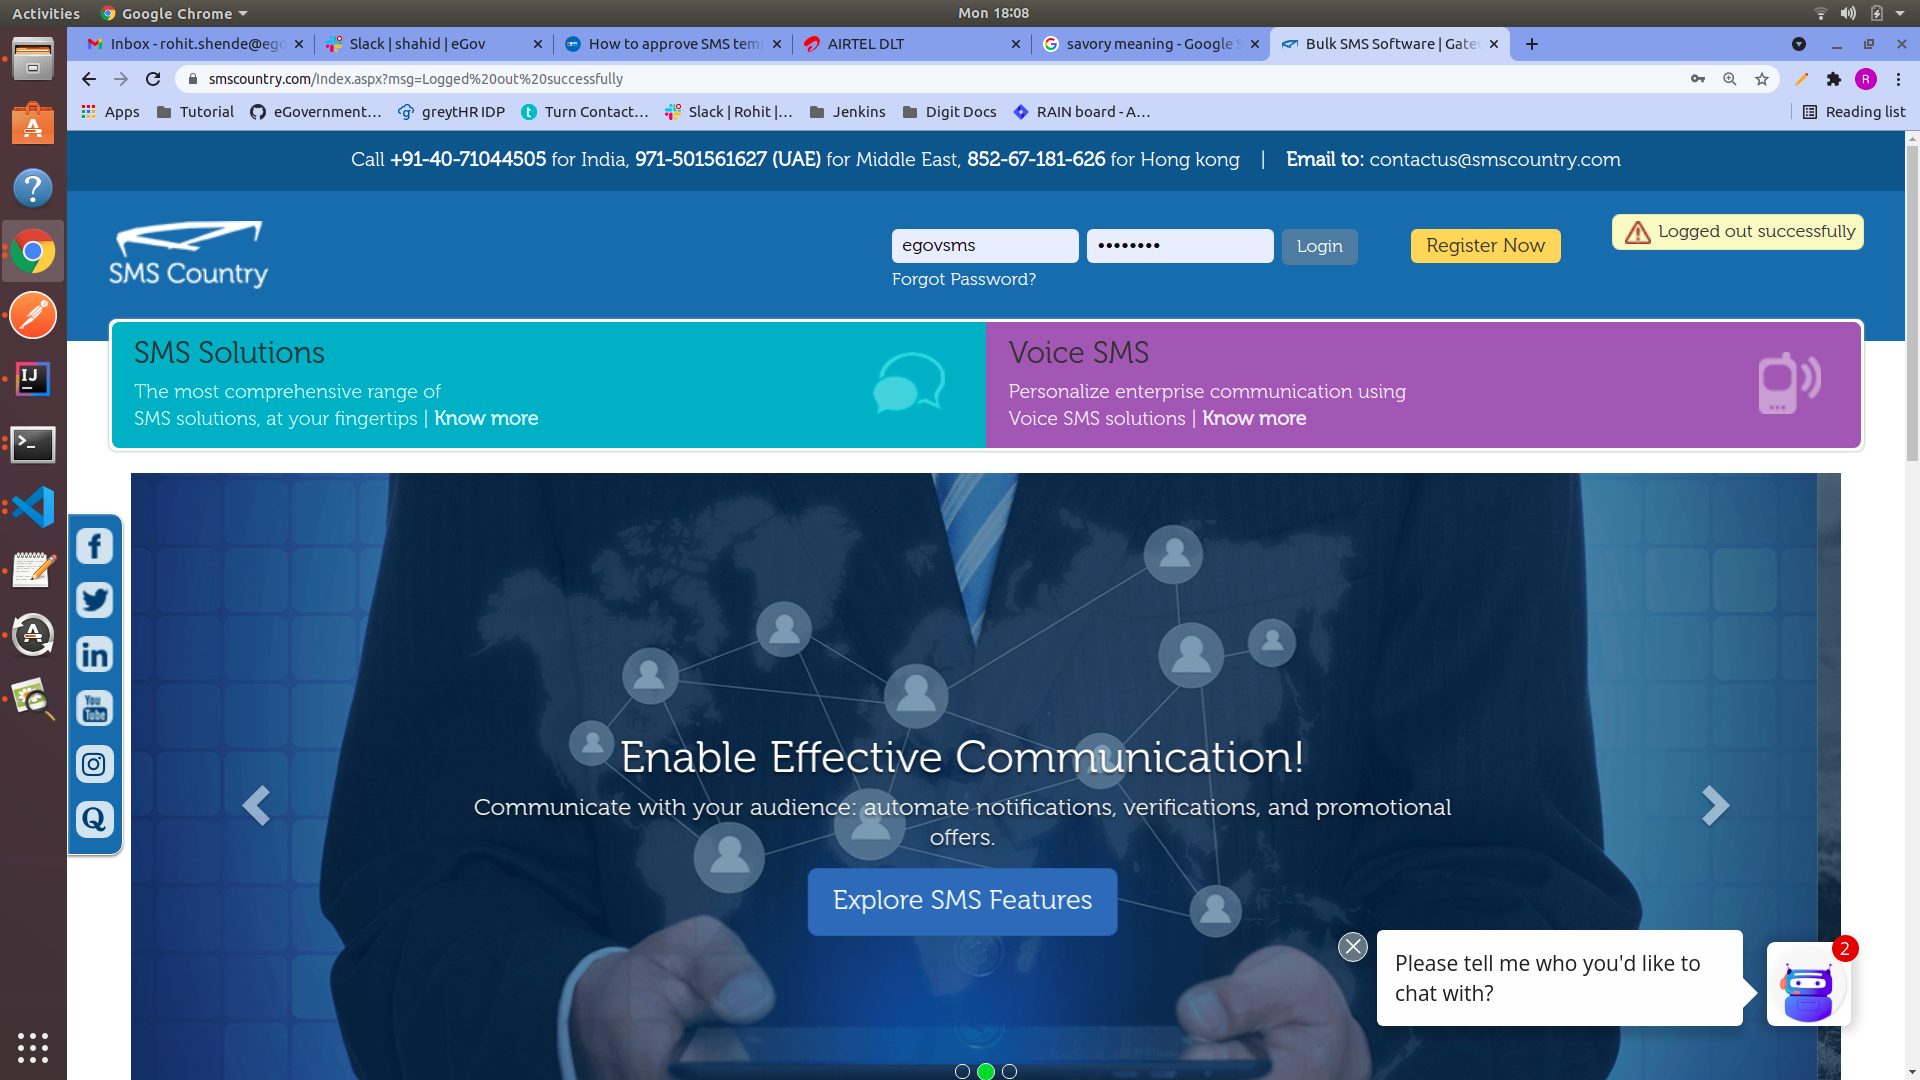 Activities
Google Chrome
Mon 18:08
Inbox - rohit.shende@eg
Slack | shahid | eGov
How to approve SMS tem
AIRTEL DLT
savory meaning - Google S
Bulk SMS Software | Gate
smscountry.com/Index.aspx?msg=Logged%20out%20successfully
R
Apps
Tutorial
eGovernment...
greytHR IDP
Turn Contact...
Slack | Rohit |...
Jenkins
Digit Docs
RAIN board - A...
Reading list
Call +91-40-71044505 for India, 971-501561627 (UAE) for Middle East, 852-67-181-626 for Hong kong | Email to: contactus@smscountry.com
SMS Country
egovsms
••••••••
Login
Register Now
Logged out successfully
Forgot Password?
SMS Solutions
The most comprehensive range of
SMS solutions, at your fingertips | Know more
Voice SMS
Personalize enterprise communication using
Voice SMS solutions | Know more
You
Tube
Enable Effective Communication!
Communicate with your audience: automate notifications, verifications, and promotional
offers.
Explore SMS Features
Please tell me who you'd like to
chat with?
2